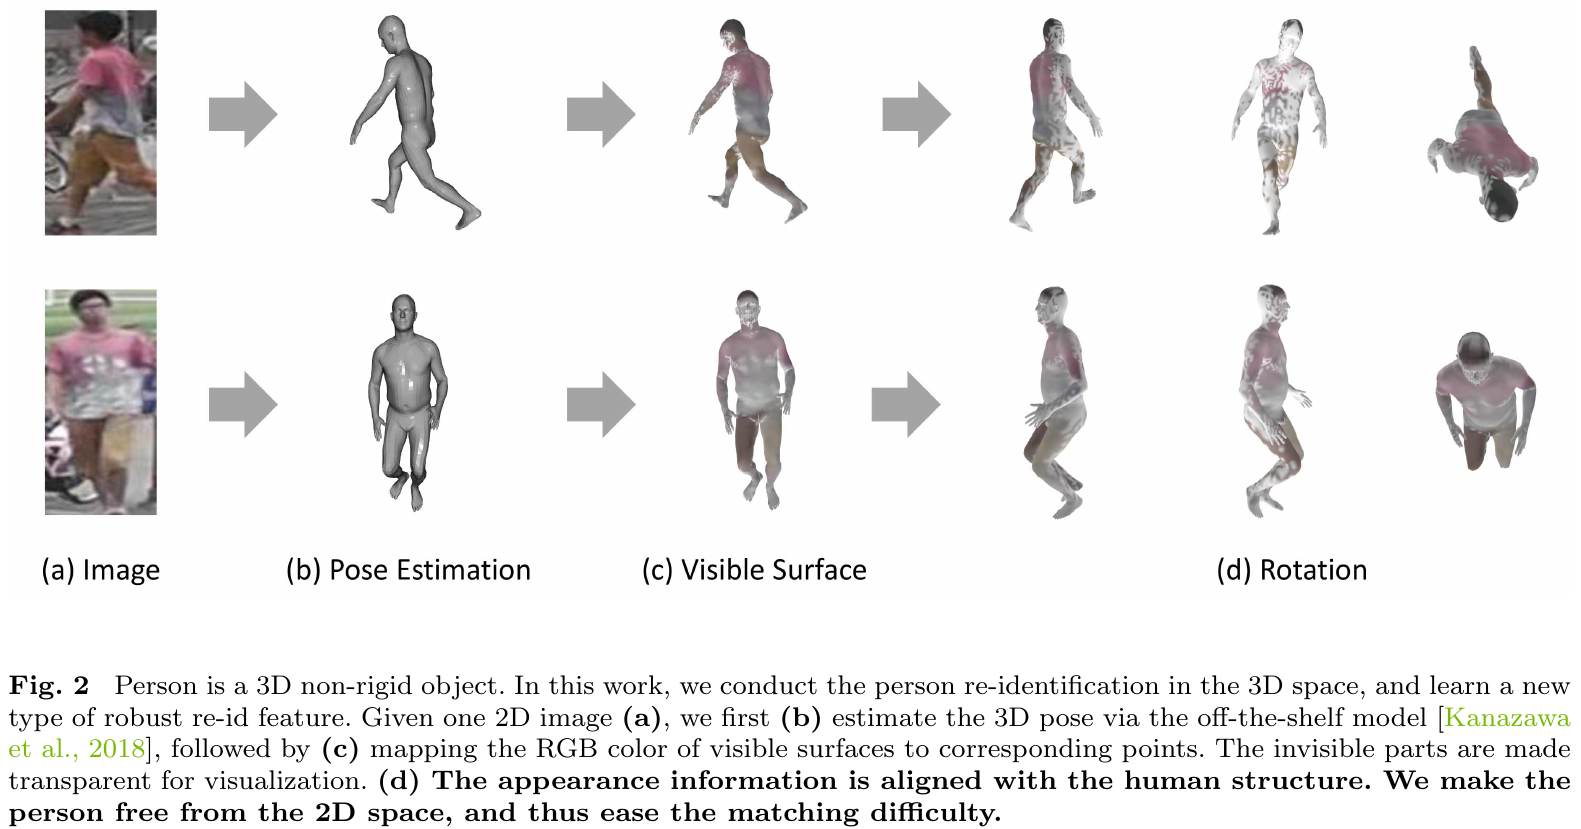 (a) Image
(b) Pose Estimation
(c) Visible Surface
(d) Rotation
Fig. 2 Person is a 3D non-rigid object. In this work, we conduct the person re-identification in the 3D space, and learn a new
type of robust re-id feature. Given one 2D image (a), we first (b) estimate the 3D pose via the off-the-shelf model [Kanazawa
et al., 2018], followed by (c) mapping the RGB color of visible surfaces to corresponding points. The invisible parts are made
transparent for visualization. (d) The appearance information is aligned with the human structure. We make the
person free from the 2D space, and thus ease the matching difficulty.